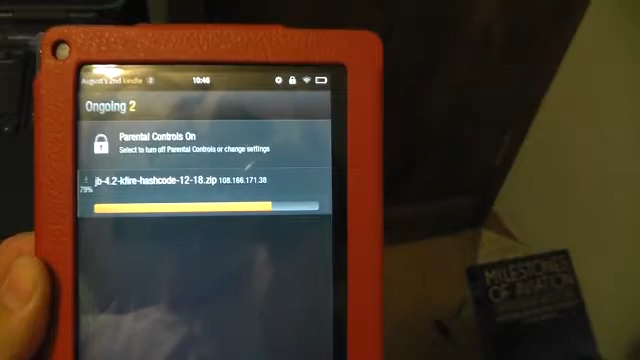 August's 2nd kindle 2 10:46
Ongoing 2
Parental Controls On
Select to turn off Parental Controls or change settings
jb-4.2-kfire-hashcode-12-18.zip 108.166.171.38
79%
MILESTONES
OF AVIATION